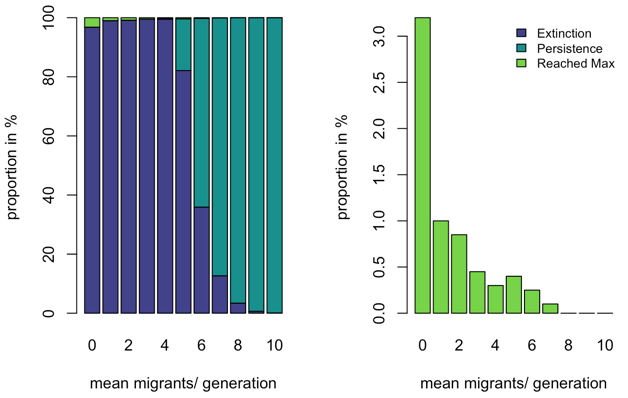 proportion in %
100
80
60
40
20
0
0 2 4 6 8 10
mean migrants/ generation
proportion in %
3.0
2.5
2.0
1.5
1.0
0.5
0.0
0 2 4 6 8 10
mean migrants/ generation
Extinction
Persistence
Reached Max